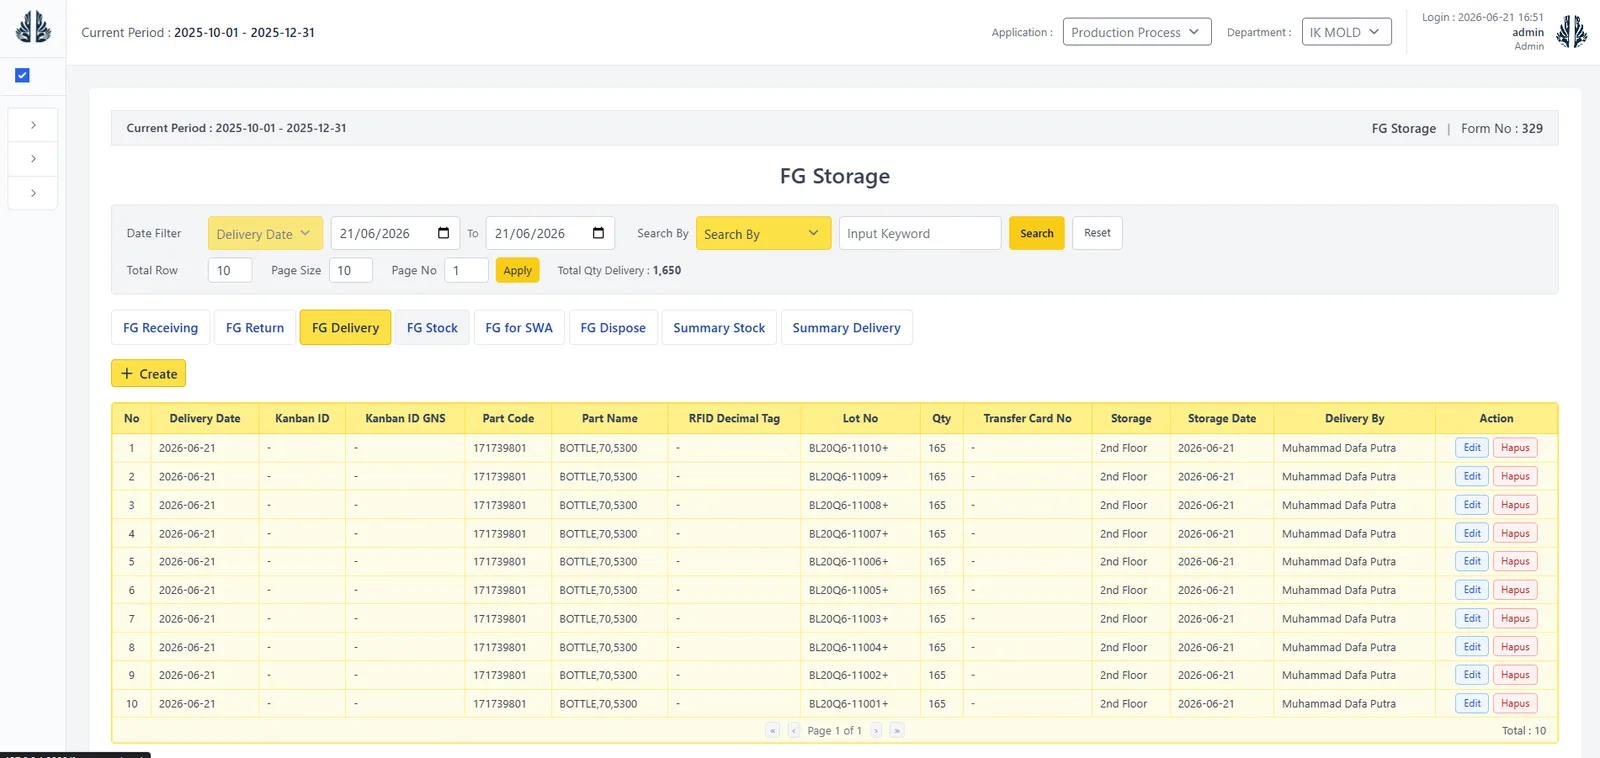 Current Period : 2025-10-01 - 2025-12-31
Application : Production Process
Department : IK MOLD
Login : 2026-06-21 16:51
admin
Admin
Current Period : 2025-10-01 - 2025-12-31
FG Storage | Form No : 329
FG Storage
Date Filter Delivery Date 21/06/2026 To 21/06/2026 Search By Search By Input Keyword Search Reset
Total Row 10 Page Size 10 Page No 1 Apply Total Qty Delivery : 1,650
FG Receiving FG Return FG Delivery FG Stock FG for SWA FG Dispose Summary Stock Summary Delivery
+ Create
No Delivery Date Kanban ID Kanban ID GNS Part Code Part Name RFID Decimal Tag Lot No Qty Transfer Card No Storage Storage Date Delivery By Action
1 2026-06-21 - - 171739801 BOTTLE,70,5300 - BL20Q6-11010+ 165 - 2nd Floor 2026-06-21 Muhammad Dafa Putra Edit Hapus
2 2026-06-21 - - 171739801 BOTTLE,70,5300 - BL20Q6-11009+ 165 - 2nd Floor 2026-06-21 Muhammad Dafa Putra Edit Hapus
3 2026-06-21 - - 171739801 BOTTLE,70,5300 - BL20Q6-11008+ 165 - 2nd Floor 2026-06-21 Muhammad Dafa Putra Edit Hapus
4 2026-06-21 - - 171739801 BOTTLE,70,5300 - BL20Q6-11007+ 165 - 2nd Floor 2026-06-21 Muhammad Dafa Putra Edit Hapus
5 2026-06-21 - - 171739801 BOTTLE,70,5300 - BL20Q6-11006+ 165 - 2nd Floor 2026-06-21 Muhammad Dafa Putra Edit Hapus
6 2026-06-21 - - 171739801 BOTTLE,70,5300 - BL20Q6-11005+ 165 - 2nd Floor 2026-06-21 Muhammad Dafa Putra Edit Hapus
7 2026-06-21 - - 171739801 BOTTLE,70,5300 - BL20Q6-11003+ 165 - 2nd Floor 2026-06-21 Muhammad Dafa Putra Edit Hapus
8 2026-06-21 - - 171739801 BOTTLE,70,5300 - BL20Q6-11004+ 165 - 2nd Floor 2026-06-21 Muhammad Dafa Putra Edit Hapus
9 2026-06-21 - - 171739801 BOTTLE,70,5300 - BL20Q6-11002+ 165 - 2nd Floor 2026-06-21 Muhammad Dafa Putra Edit Hapus
10 2026-06-21 - - 171739801 BOTTLE,70,5300 - BL20Q6-11001+ 165 - 2nd Floor 2026-06-21 Muhammad Dafa Putra Edit Hapus
« ‹ Page 1 of 1 › »
Total : 10